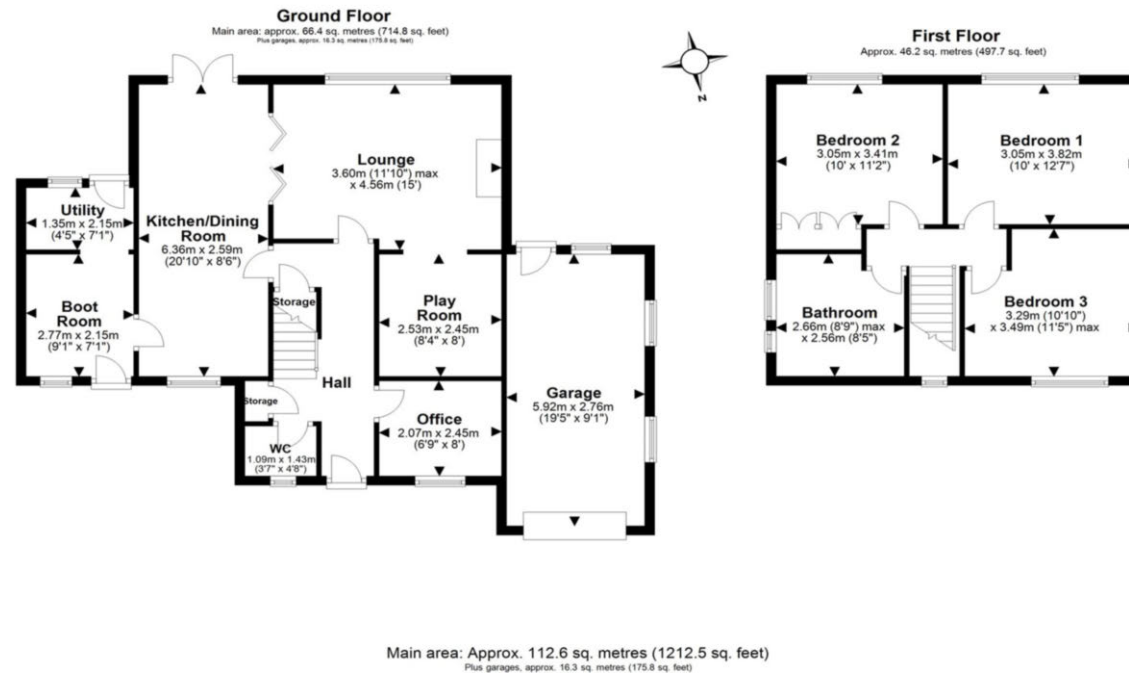 Ground Floor
Main area: approx. 66.4 sq. metres (714.8 sq. feet)
Plus garages, approx. 16.3 sq. metres (175.8 sq. feet)
Lounge
3.60m (11'10") max
x 4.56m (15')
Utility
1.35m x 2.15m
(4'5" x 7'1")
Kitchen/Dining
Room
6.36m x 2.59m
(20'10" x 8'6")
Boot
Room
2.77m x 2.15m
(9'1" x 7'1")
Storage
Play
Room
2.53m x 2.45m
(8'4" x 8')
Hall
Storage
WC
1.09m x 1.43m
(3'7" x 4'8")
Office
2.07m x 2.45m
(6'9" x 8')
Garage
5.92m x 2.76m
(19'5" x 9'1")
N
First Floor
Approx. 46.2 sq. metres (497.7 sq. feet)
Bedroom 2
3.05m x 3.41m
(10' x 11'2")
Bedroom 1
3.05m x 3.82m
(10' x 12'7")
Bathroom
2.66m (8'9") max
x 2.56m (8'5")
Bedroom 3
3.29m (10'10")
x 3.49m (11'5") max
Main area: Approx. 112.6 sq. metres (1212.5 sq. feet)
Plus garages, approx. 16.3 sq. metres (175.8 sq. feet)